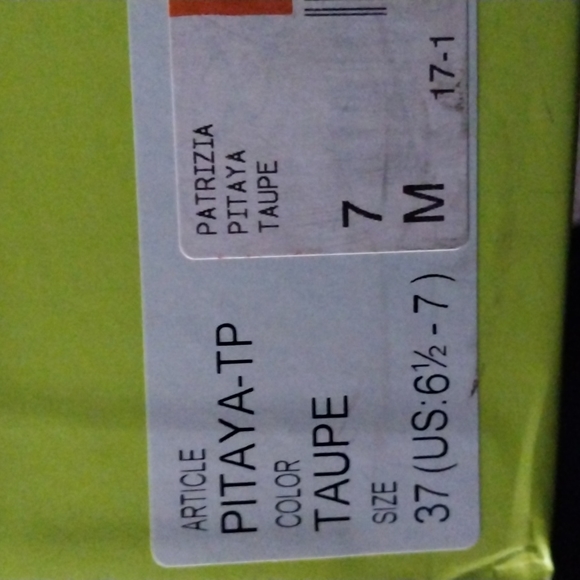 PATRIZIA
PITAYA
TAUPE
7
M
17-1
ARTICLE
PITAYA-TP
COLOR
TAUPE
SIZE
37 (US:6½ - 7 )